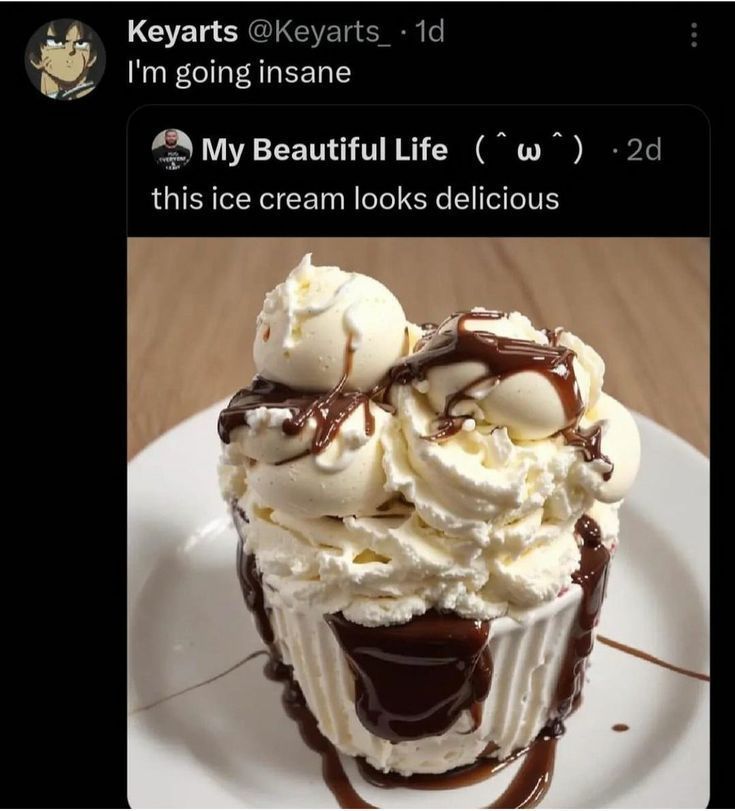 Keyarts @Keyarts_ · 1d
I'm going insane
My Beautiful Life （＾ω＾） · 2d
this ice cream looks delicious